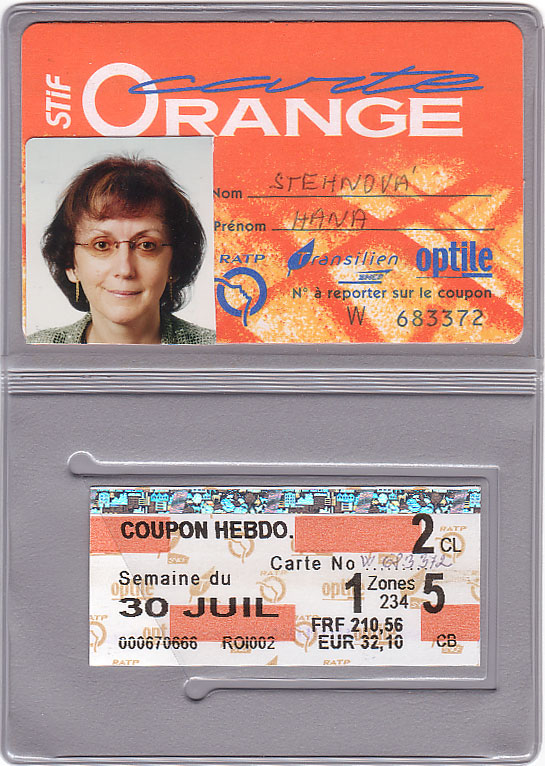 STIF
carte
ORANGE
Nom STEHNOVÁ
Prénom HANA
RATP Transilien SNCF optile
N° à reporter sur le coupon
W 683372
COUPON HEBDO. 2 CL
Carte No W 683372
Semaine du 1 Zones 234 5
30 JUIL
FRF 210,56
000670666 ROI002 EUR 32,10 CB